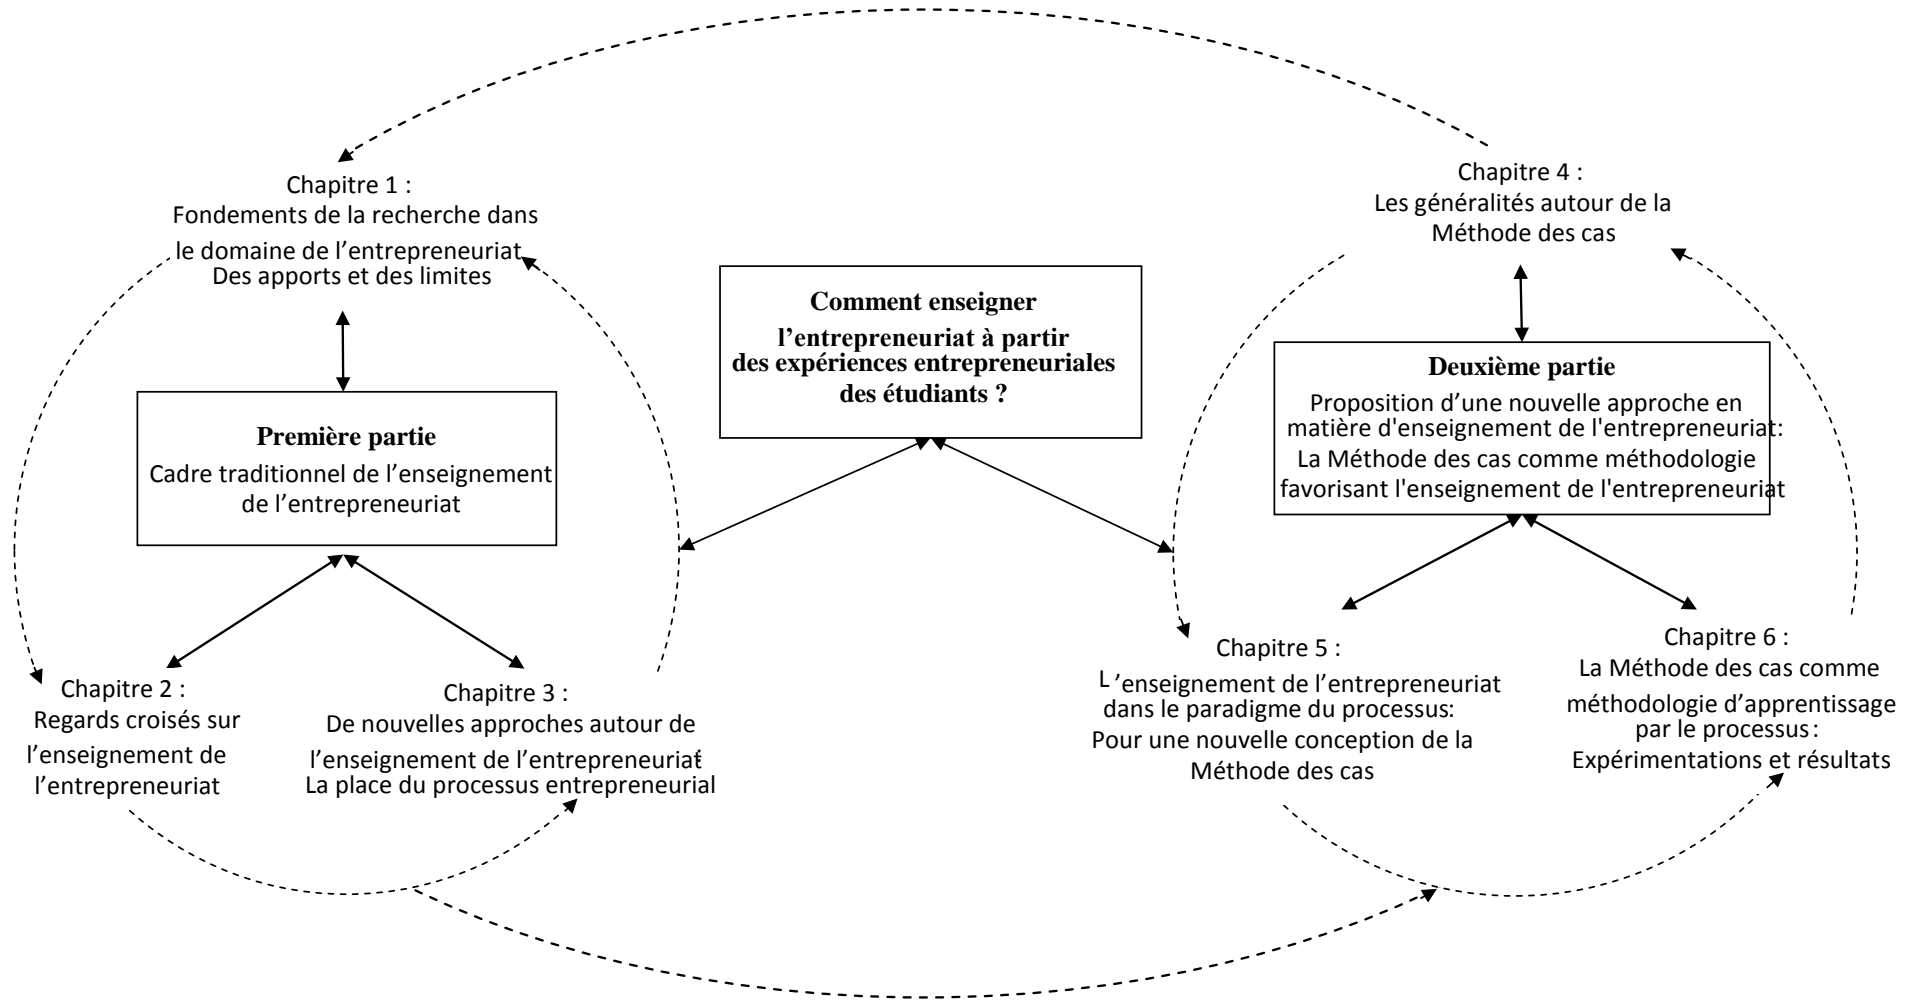 Chapitre 1 :
Fondements de la recherche dans
le domaine de l’entrepreneuriat
Des apports et des limites
Première partie
Cadre traditionnel de l’enseignement
de l’entrepreneuriat
Chapitre 2 :
Regards croisés sur
l’enseignement de
l’entrepreneuriat
Chapitre 3 :
De nouvelles approches autour de
l’enseignement de l’entrepreneuriat :
La place du processus entrepreneurial
Comment enseigner
l’entrepreneuriat à partir
des expériences entrepreneuriales
des étudiants ?
Chapitre 4 :
Les généralités autour de la
Méthode des cas
Deuxième partie
Proposition d’une nouvelle approche en
matière d'enseignement de l'entrepreneuriat:
La Méthode des cas comme méthodologie
favorisant l'enseignement de l'entrepreneuriat
Chapitre 5 :
L’enseignement de l’entrepreneuriat
dans le paradigme du processus:
Pour une nouvelle conception de la
Méthode des cas
Chapitre 6 :
La Méthode des cas comme
méthodologie d’apprentissage
par le processus :
Expérimentations et résultats